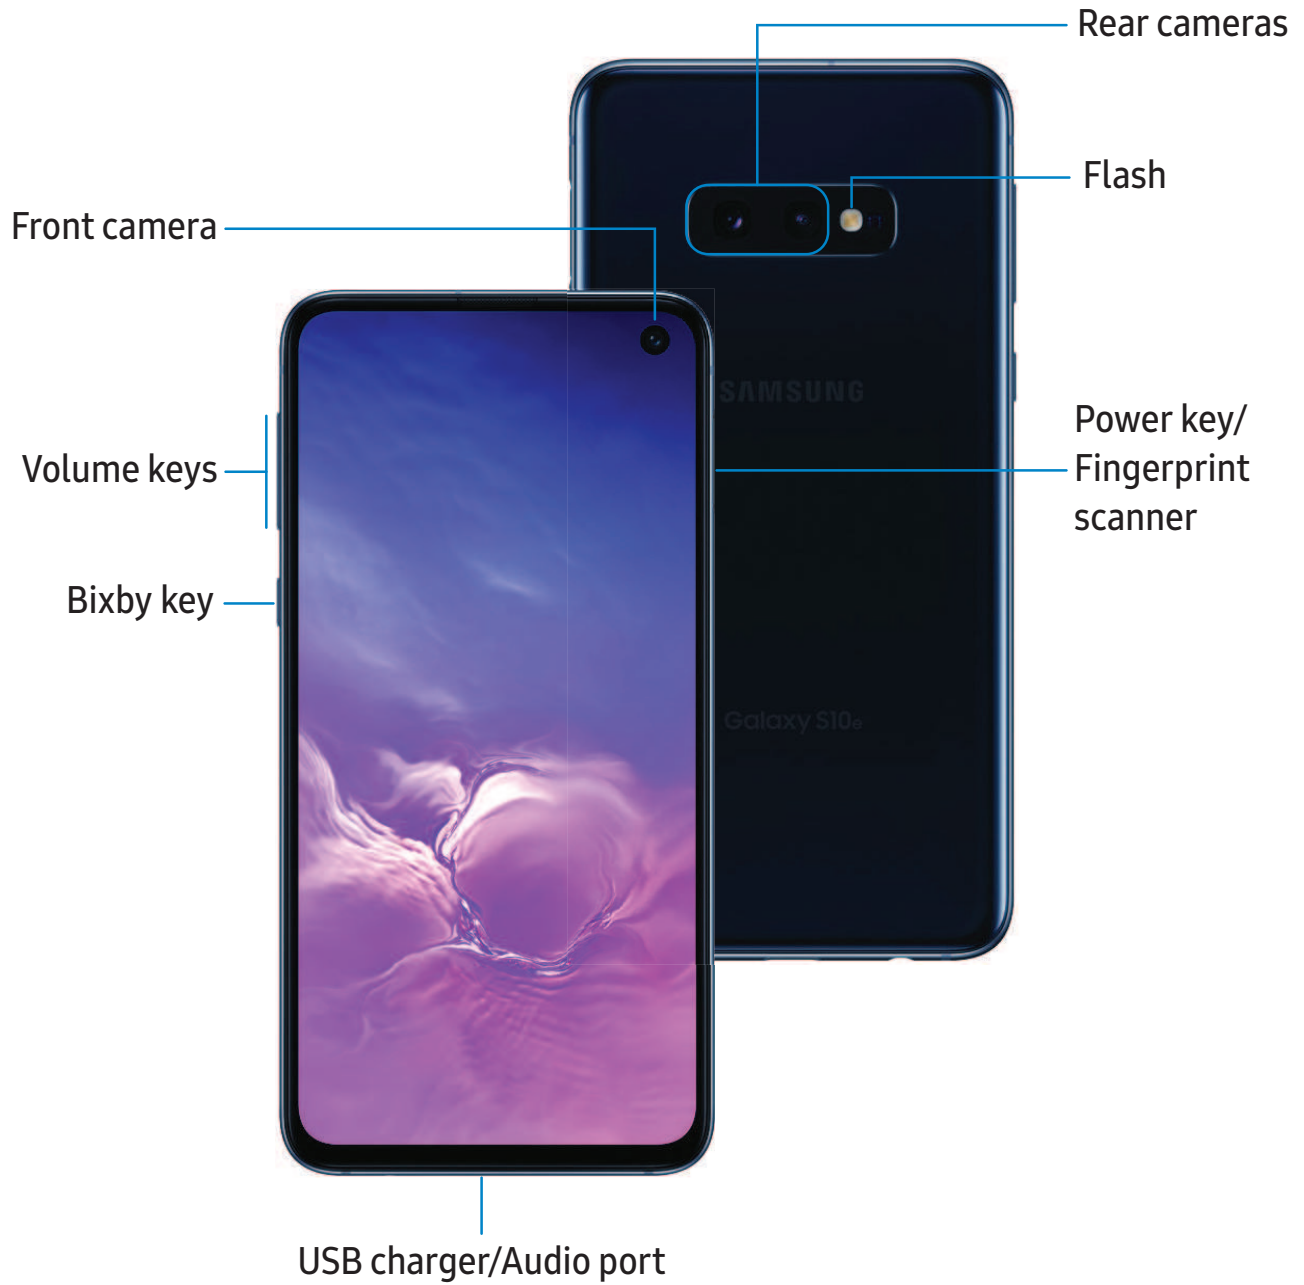 Rear cameras
Flash
Front camera
SAMSUNG
Power key/
Fingerprint
scanner
Volume keys
Bixby key
Galaxy S10e
USB charger/Audio port